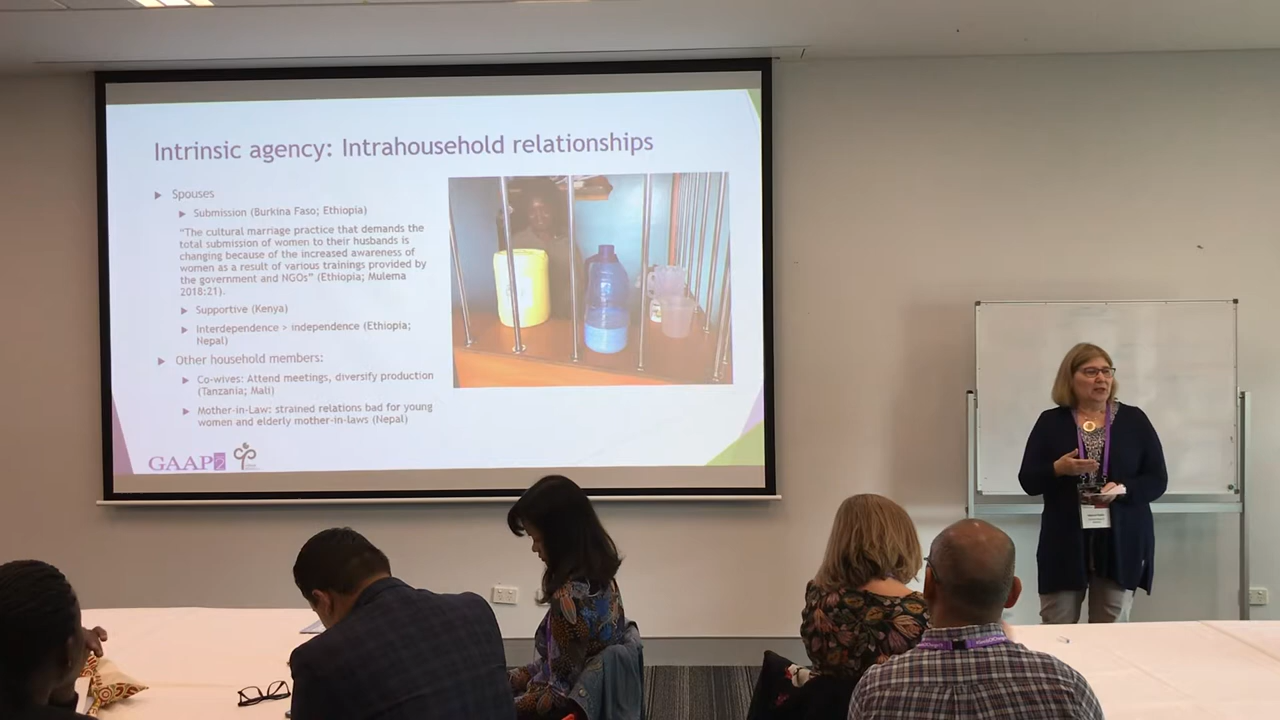 Intrinsic agency: Intrahousehold relationships
Spouses
Submission (Burkina Faso; Ethiopia)
"The cultural marriage practice that demands the
total submission of women to their husbands is
changing because of the increased awareness of
women as a result of various trainings provided by
the government and NGOs" (Ethiopia; Mulema
2018:21).
Supportive (Kenya)
Interdependence > independence (Ethiopia;
Nepal)
Other household members:
Co-wives: Attend meetings, diversify production
(Tanzania; Mali)
Mother-in-Law: strained relations bad for young
women and elderly mother-in-laws (Nepal)
GAAP2